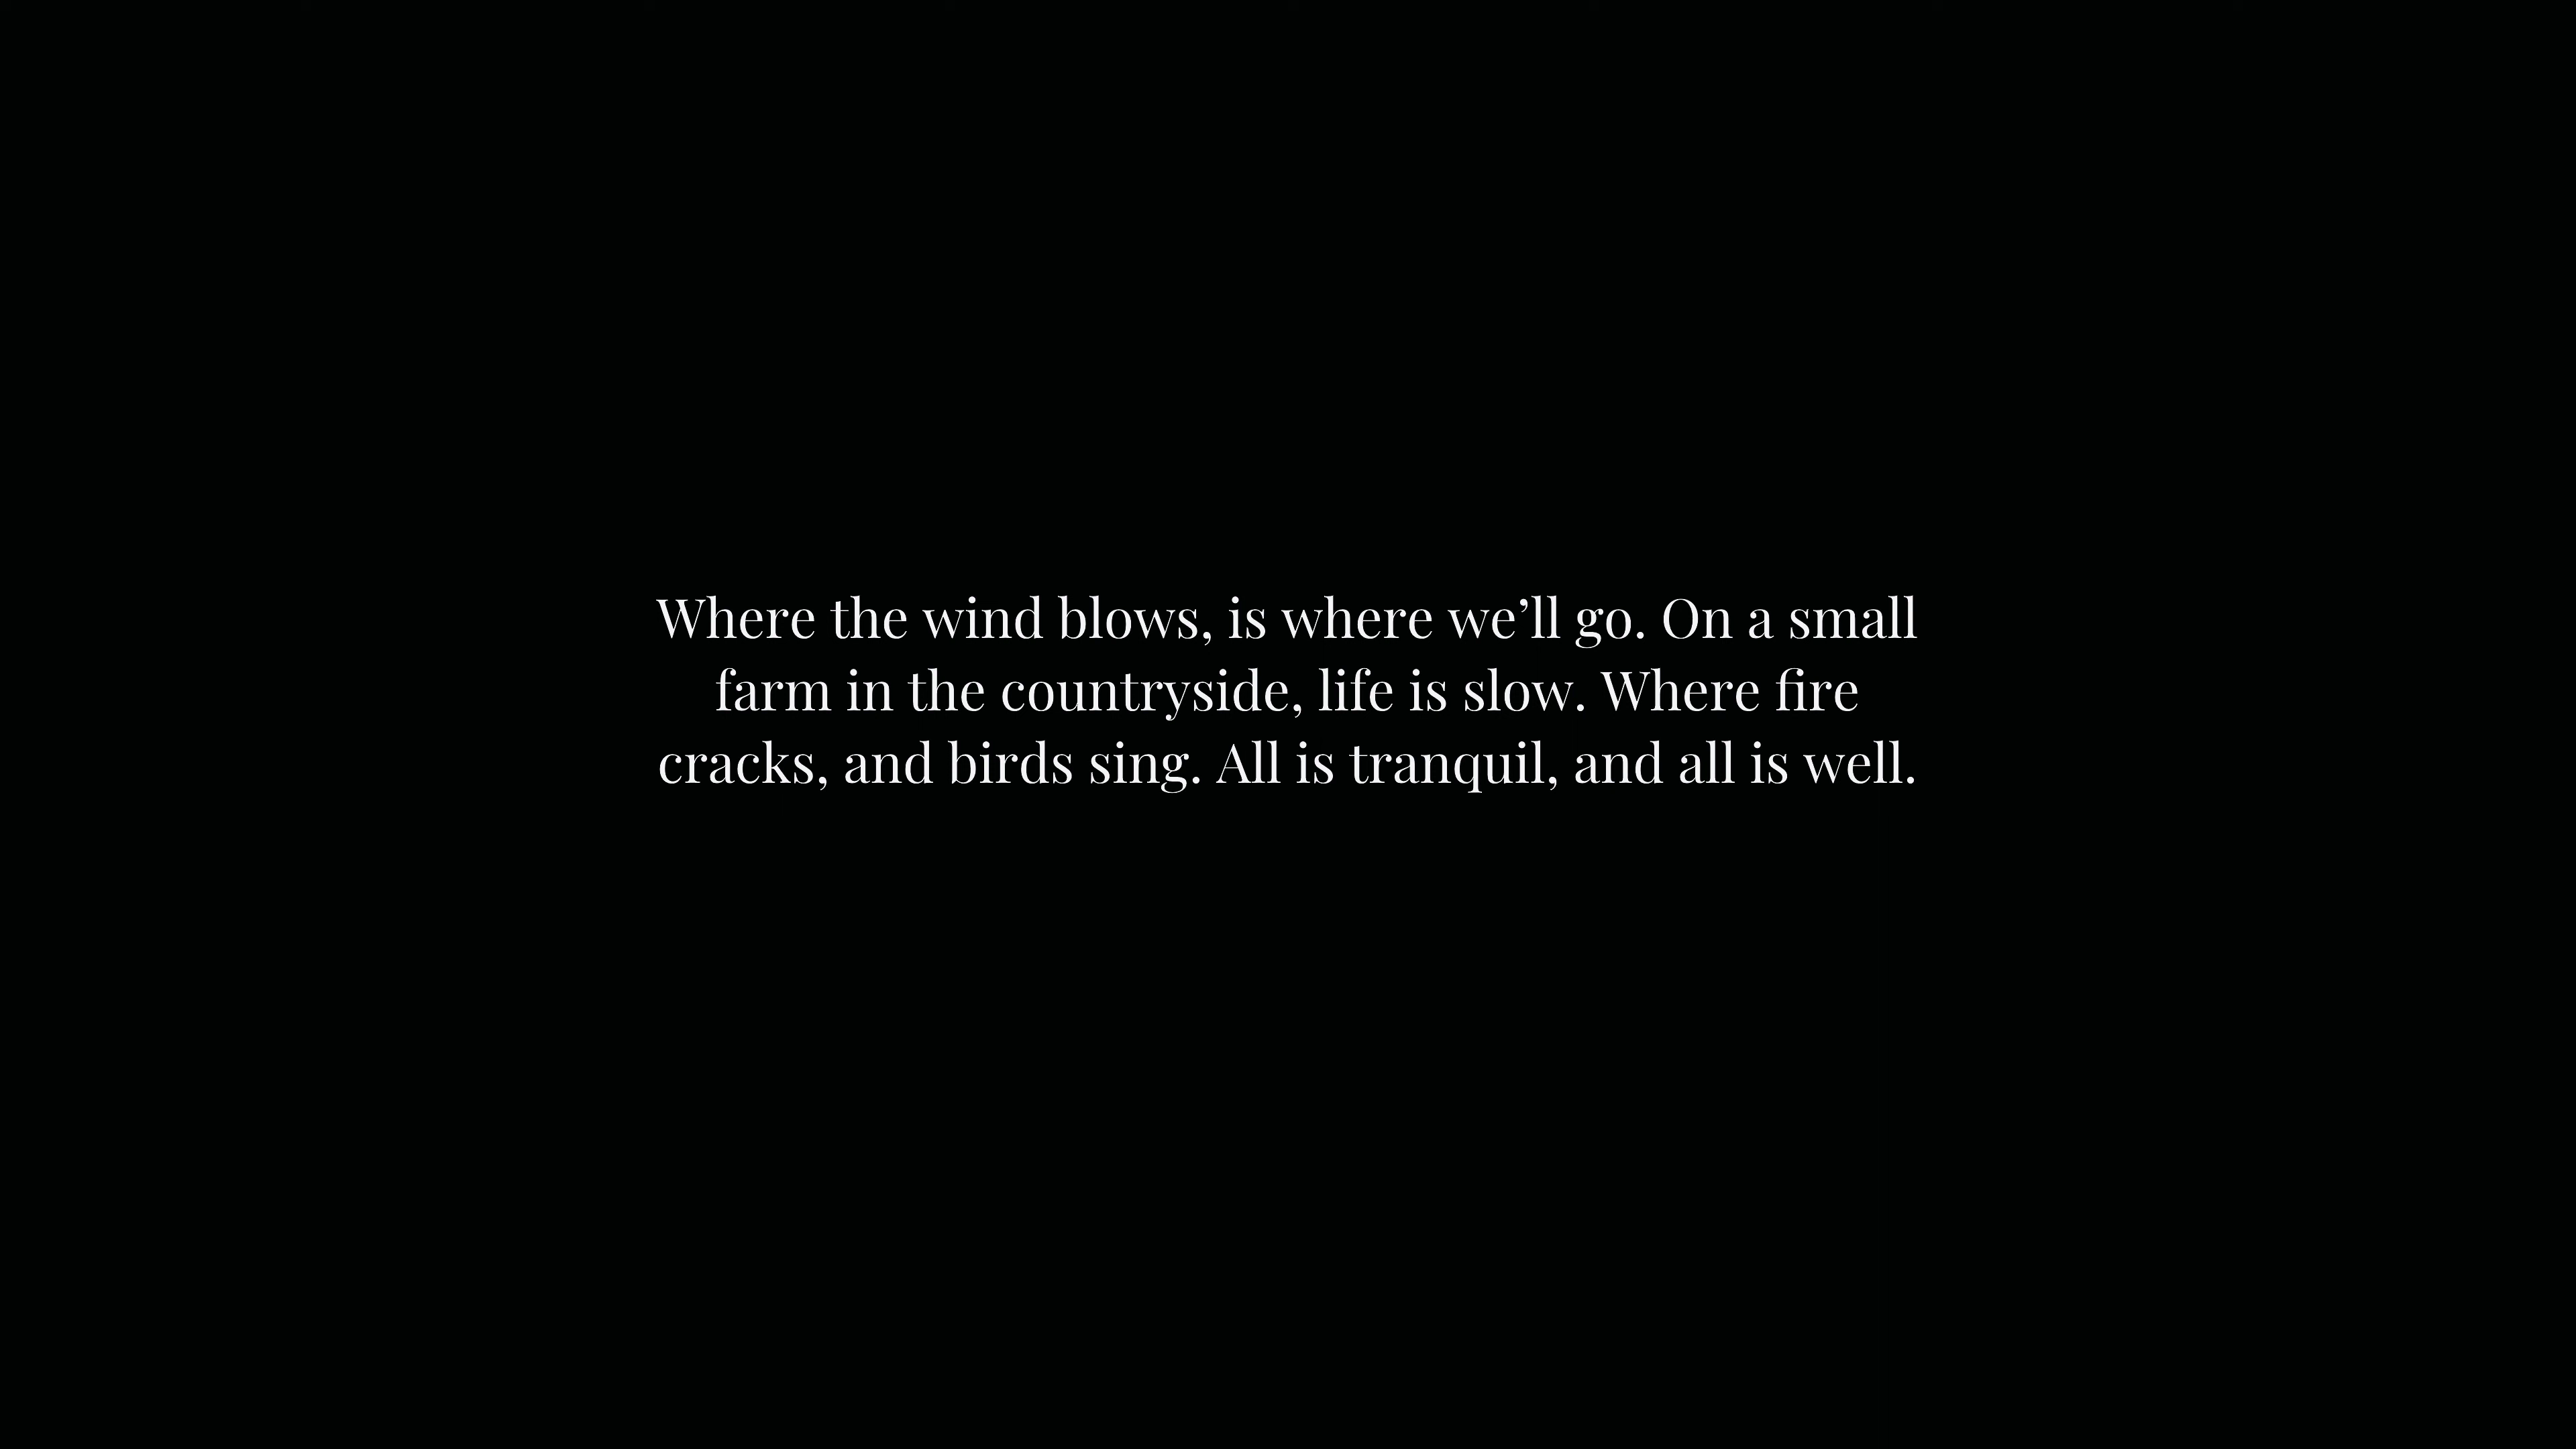 Where the wind blows, is where we’ll go. On a small
farm in the countryside, life is slow. Where fire
cracks, and birds sing. All is tranquil, and all is well.